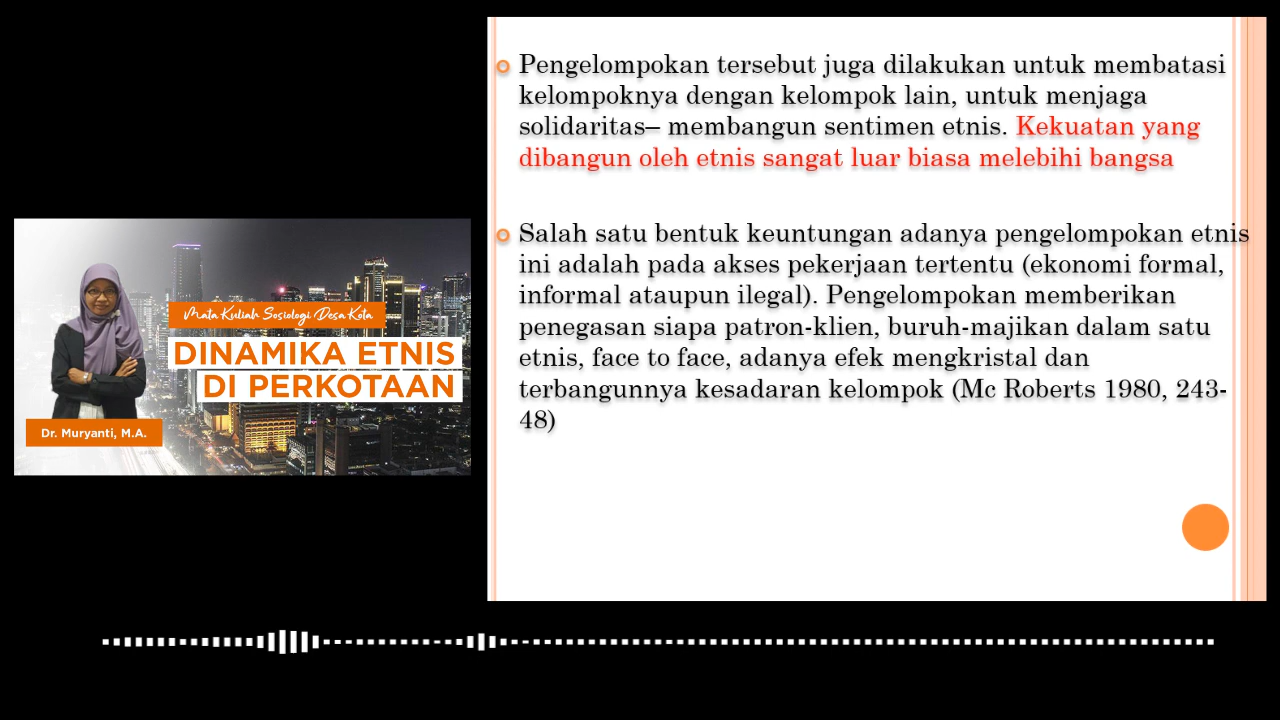 Mata Kuliah Sosiologi Desa Kota
DINAMIKA ETNIS
DI PERKOTAAN
Dr. Muryanti, M.A.
Pengelompokan tersebut juga dilakukan untuk membatasi
kelompoknya dengan kelompok lain, untuk menjaga
solidaritas– membangun sentimen etnis. Kekuatan yang
dibangun oleh etnis sangat luar biasa melebihi bangsa
Salah satu bentuk keuntungan adanya pengelompokan etnis
ini adalah pada akses pekerjaan tertentu (ekonomi formal,
informal ataupun ilegal). Pengelompokan memberikan
penegasan siapa patron-klien, buruh-majikan dalam satu
etnis, face to face, adanya efek mengkristal dan
terbangunnya kesadaran kelompok (Mc Roberts 1980, 243-
48)